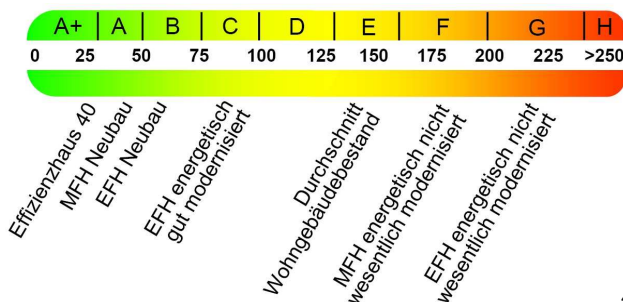 A+ A B C D E F G H
0 25 50 75 100 125 150 175 200 225 >250
Effizienzhaus 40
MFH Neubau
EFH Neubau
EFH energetisch
gut modernisiert
Durchschnitt
Wohngebäudebestand
MFH energetisch nicht
wesentlich modernisiert
EFH energetisch nicht
wesentlich modernisiert